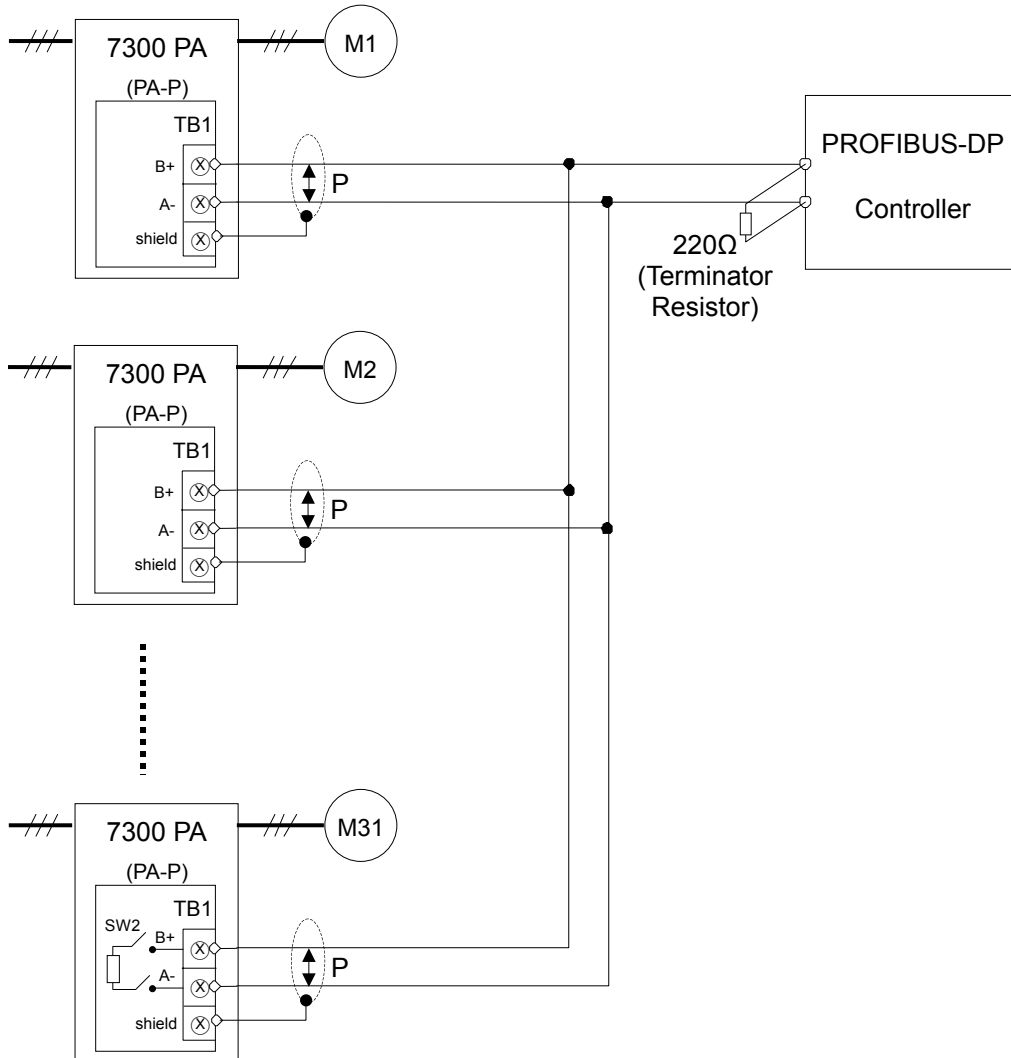 7300 PA
(PA-P)
TB1
B+
A-
shield
P
M1
PROFIBUS-DP
Controller
220Ω
(Terminator
Resistor)
7300 PA
(PA-P)
TB1
B+
A-
shield
P
M2
7300 PA
(PA-P)
TB1
SW2
B+
A-
shield
P
M31